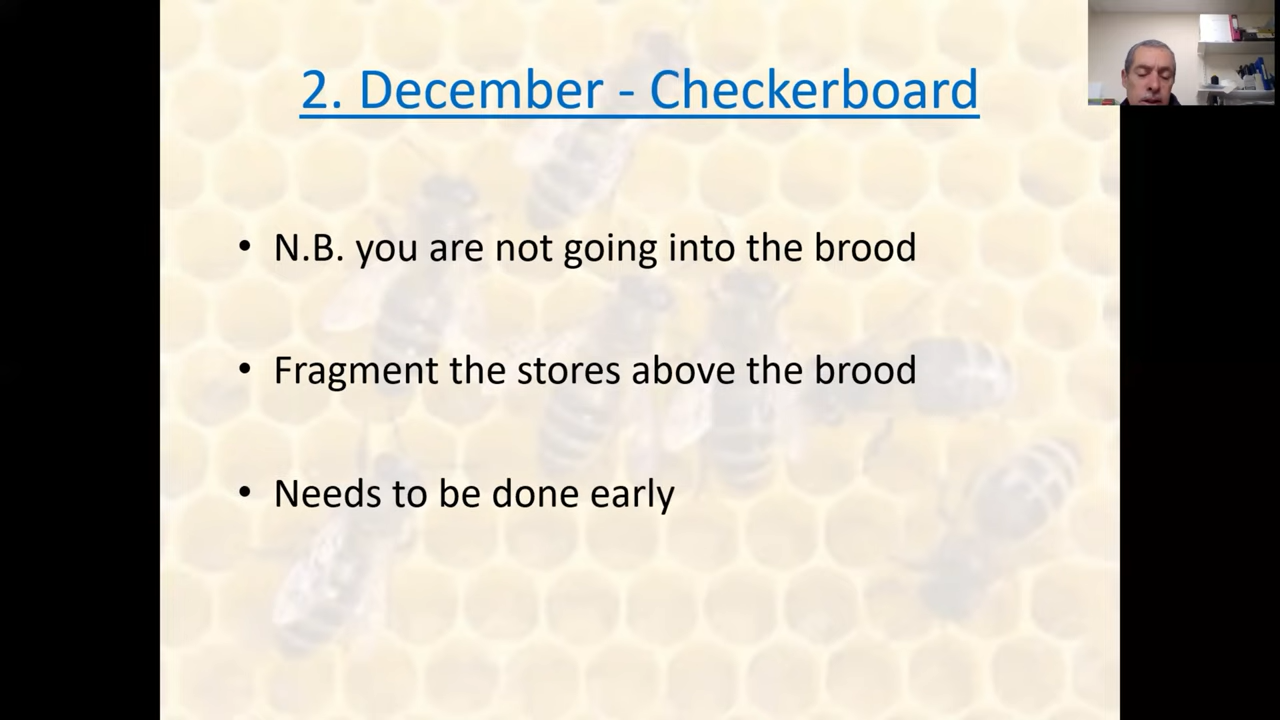 2. December - Checkerboard
• N.B. you are not going into the brood
• Fragment the stores above the brood
• Needs to be done early